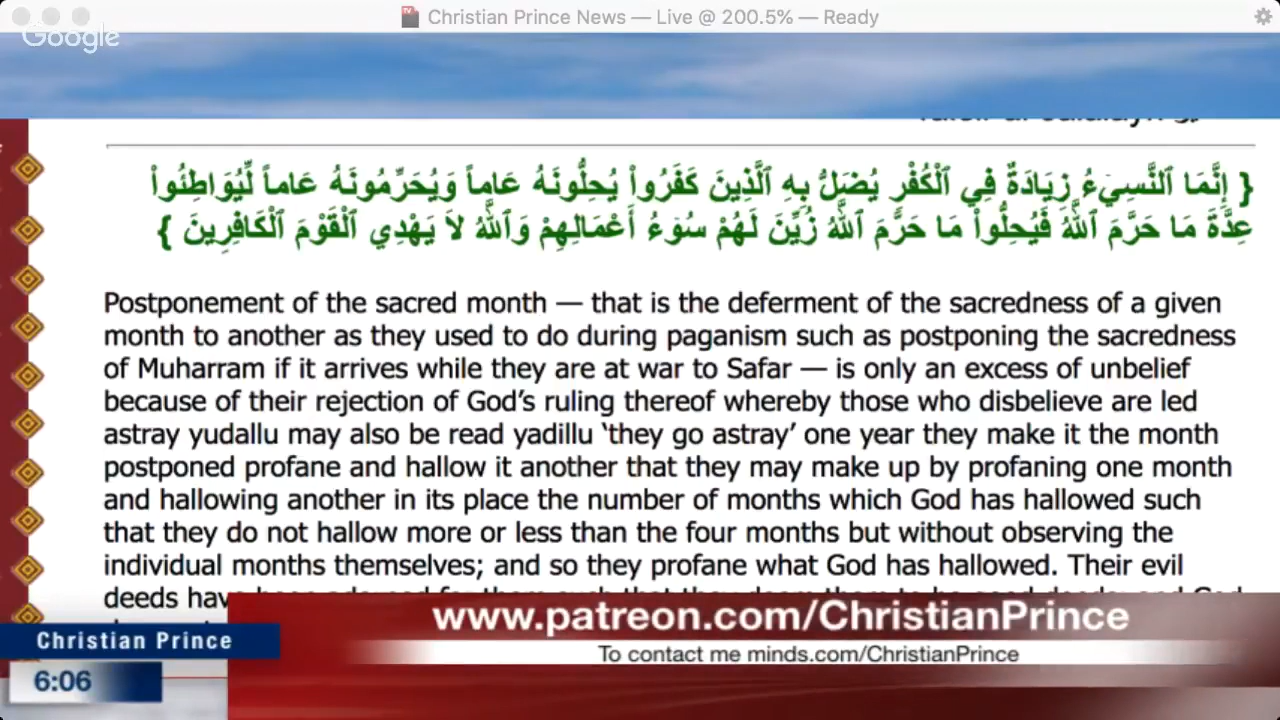 Christian Prince News — Live @ 200.5% — Ready
Google
{ إِنَّمَا ٱلنَّسِيۤءُ زِيَادَةٌ فِي ٱلْكُفْرِ يُضَلُّ بِهِ ٱلَّذِينَ كَفَرُواْ يُحِلُّونَهُ عَاماً وَيُحَرِّمُونَهُ عَاماً لِّيُوَاطِئُواْ
عِدَّةَ مَا حَرَّمَ ٱللَّهُ فَيُحِلُّواْ مَا حَرَّمَ ٱللَّهُ زُيِّنَ لَهُمْ سُوۤءُ أَعْمَالِهِمْ وَٱللَّهُ لاَ يَهْدِي ٱلْقَوْمَ ٱلْكَافِرِينَ }
Postponement of the sacred month — that is the deferment of the sacredness of a given
month to another as they used to do during paganism such as postponing the sacredness
of Muharram if it arrives while they are at war to Safar — is only an excess of unbelief
because of their rejection of God’s ruling thereof whereby those who disbelieve are led
astray yudallu may also be read yadillu ‘they go astray’ one year they make it the month
postponed profane and hallow it another that they may make up by profaning one month
and hallowing another in its place the number of months which God has hallowed such
that they do not hallow more or less than the four months but without observing the
individual months themselves; and so they profane what God has hallowed. Their evil
deeds have
www.patreon.com/ChristianPrince
Christian Prince
To contact me minds.com/ChristianPrince
6:06